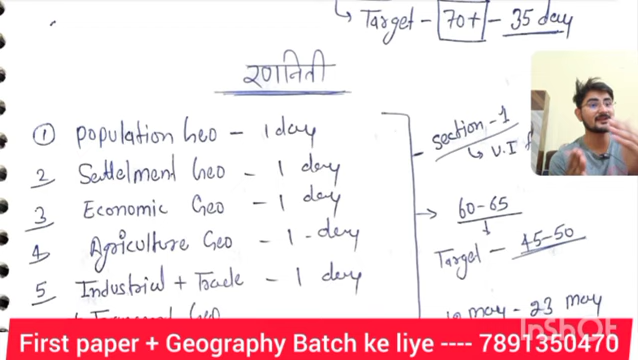 Target - 70+ - 35 day
रणनिती
① Population Geo - 1 day
2 Settelment Geo - 1 day
3 Economic Geo - 1 day
4 Agriculture Geo - 1 - day
5 Industrial + Trade - 1 day
section - 1
↳ V.I
60-65
Target - 45-50
may - 23 may
First paper + Geography Batch ke liye ---- 7891350470
InShOt